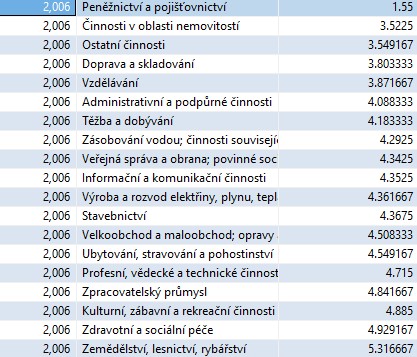 2,006 Peněžnictví a pojišťovnictví 1.55
2,006 Činnosti v oblasti nemovitostí 3.5225
2,006 Ostatní činnosti 3.549167
2,006 Doprava a skladování 3.803333
2,006 Vzdělávání 3.871667
2,006 Administrativní a podpůrné činnosti 4.088333
2,006 Těžba a dobývání 4.183333
2,006 Zásobování vodou; činnosti souvisejíc 4.2925
2,006 Veřejná správa a obrana; povinné soc 4.3425
2,006 Informační a komunikační činnosti 4.3525
2,006 Výroba a rozvod elektřiny, plynu, tepl 4.361667
2,006 Stavebnictví 4.3675
2,006 Velkoobchod a maloobchod; opravy 4.508333
2,006 Ubytování, stravování a pohostinství 4.549167
2,006 Profesní, vědecké a technické činnost 4.715
2,006 Zpracovatelský průmysl 4.841667
2,006 Kulturní, zábavní a rekreační činnosti 4.885
2,006 Zdravotní a sociální péče 4.929167
2,006 Zemědělství, lesnictví, rybářství 5.316667